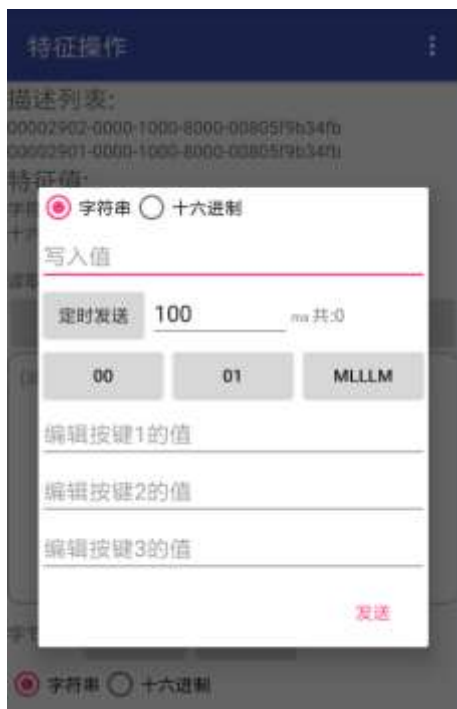 特征操作
描述列表:
00002902-0000-1000-8000-00805f9b34fb
00002901-0000-1000-8000-00805f9b34fb
特征值:
字符串 十六进制
写入值
定时发送 100 ms 共:0
00 01 MLLLM
编辑按键1的值
编辑按键2的值
编辑按键3的值
发送
字符串 十六进制